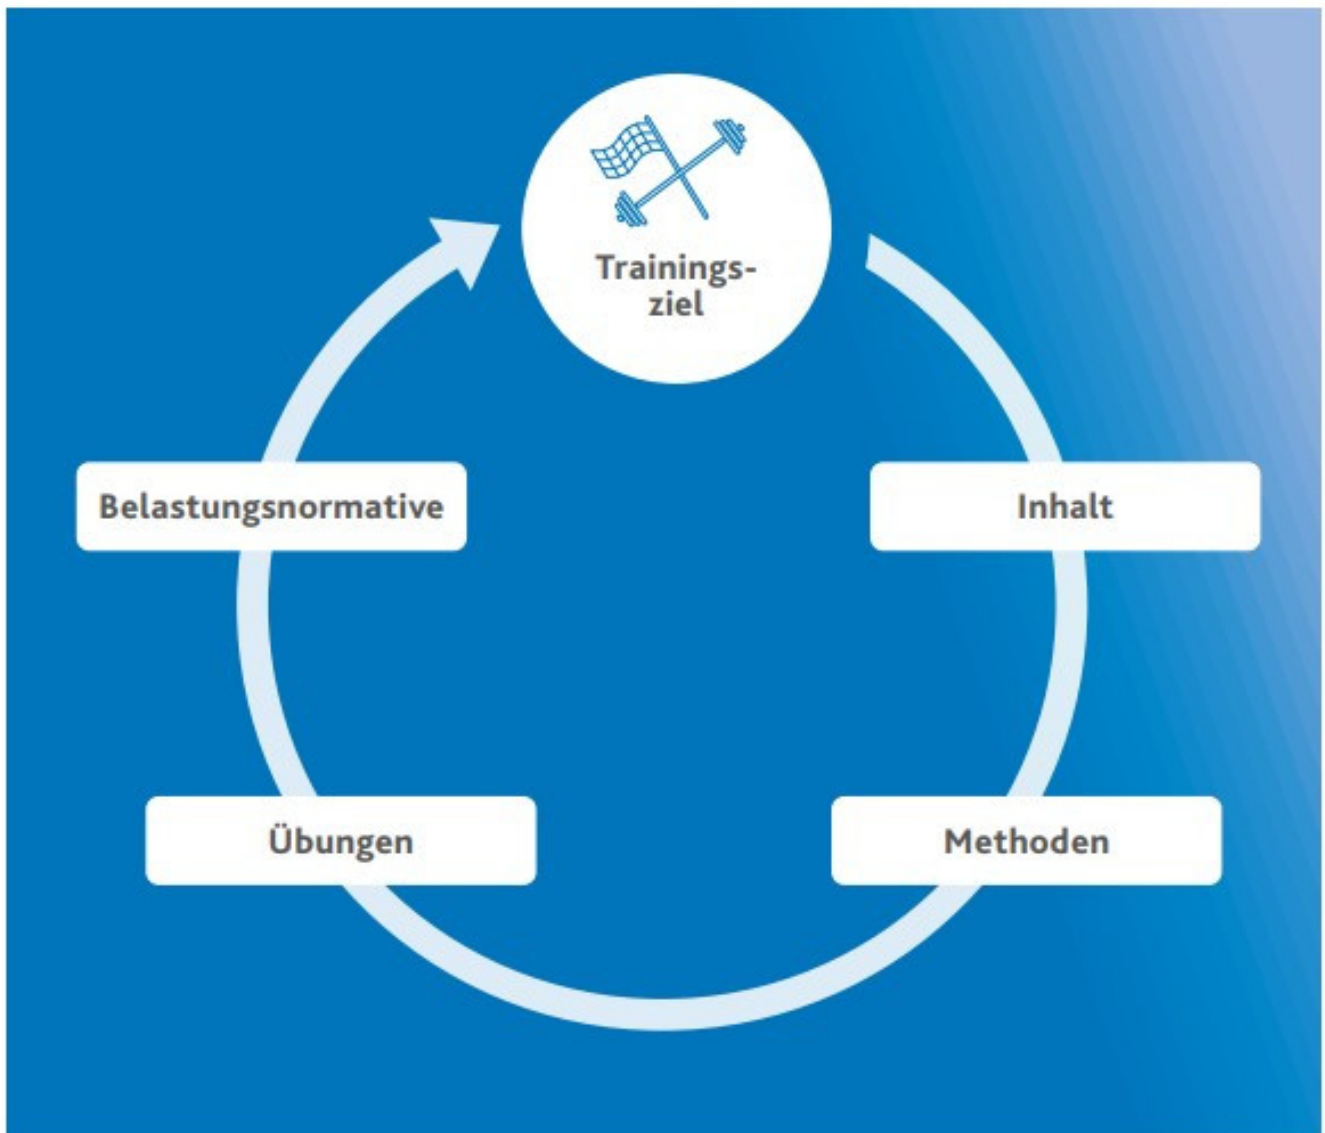 Trainings-
ziel
Inhalt
Methoden
Übungen
Belastungsnormative